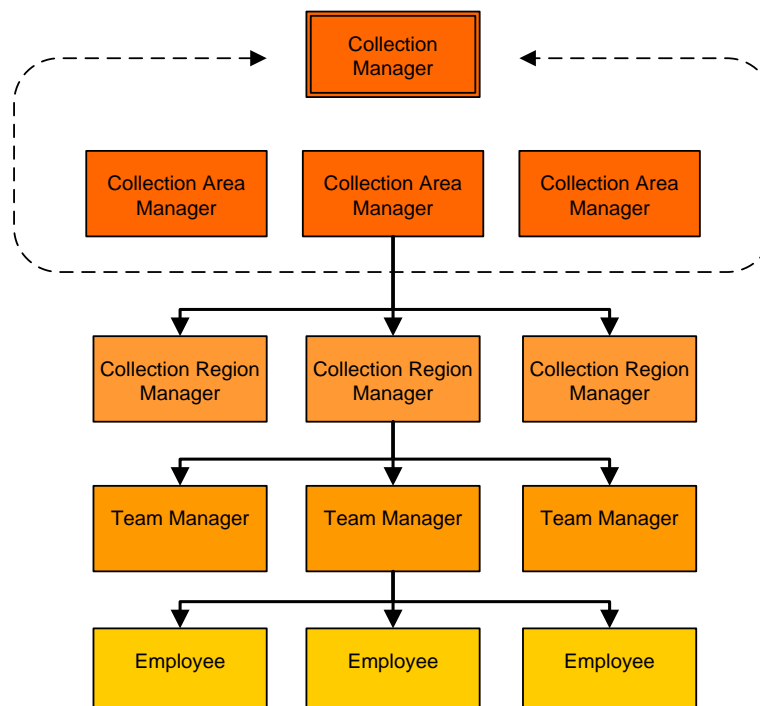 Collection
Manager
Collection Area
Manager
Collection Area
Manager
Collection Area
Manager
Collection Region
Manager
Collection Region
Manager
Collection Region
Manager
Team Manager
Team Manager
Team Manager
Employee
Employee
Employee